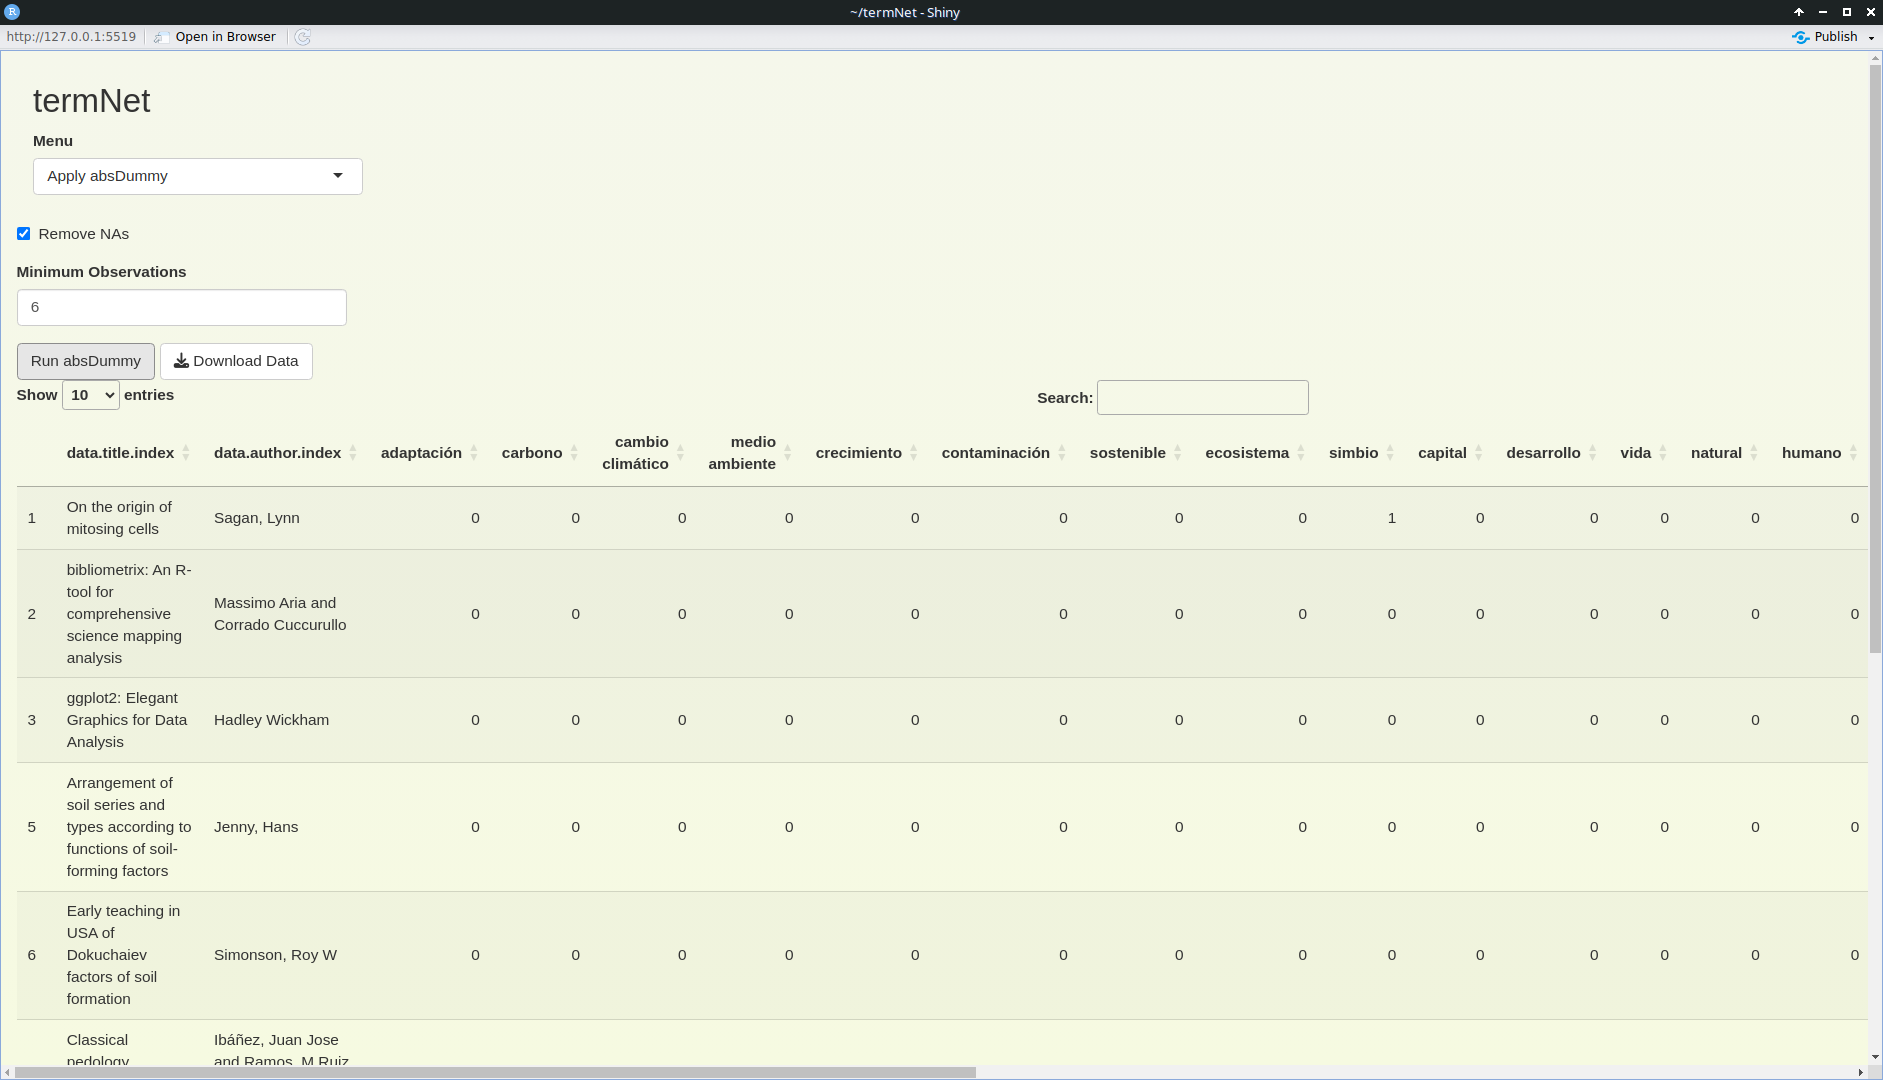 R ~/termNet - Shiny
http://127.0.0.1:5519 Open in Browser Publish
termNet
Menu
Apply absDummy
Remove NAs
Minimum Observations
6
Run absDummy Download Data
Show 10 entries Search:
data.title.index data.author.index adaptación carbono cambio climático medio ambiente crecimiento contaminación sostenible ecosistema simbio capital desarrollo vida natural humano
1 On the origin of mitosing cells Sagan, Lynn 0 0 0 0 0 0 0 0 1 0 0 0 0 0
2 bibliometrix: An R-tool for comprehensive science mapping analysis Massimo Aria and Corrado Cuccurullo 0 0 0 0 0 0 0 0 0 0 0 0 0 0
3 ggplot2: Elegant Graphics for Data Analysis Hadley Wickham 0 0 0 0 0 0 0 0 0 0 0 0 0 0
5 Arrangement of soil series and types according to functions of soil-forming factors Jenny, Hans 0 0 0 0 0 0 0 0 0 0 0 0 0 0
6 Early teaching in USA of Dokuchaiev factors of soil formation Simonson, Roy W 0 0 0 0 0 0 0 0 0 0 0 0 0 0
Classical pedology Ibáñez, Juan Jose and Ramos, M Ruiz